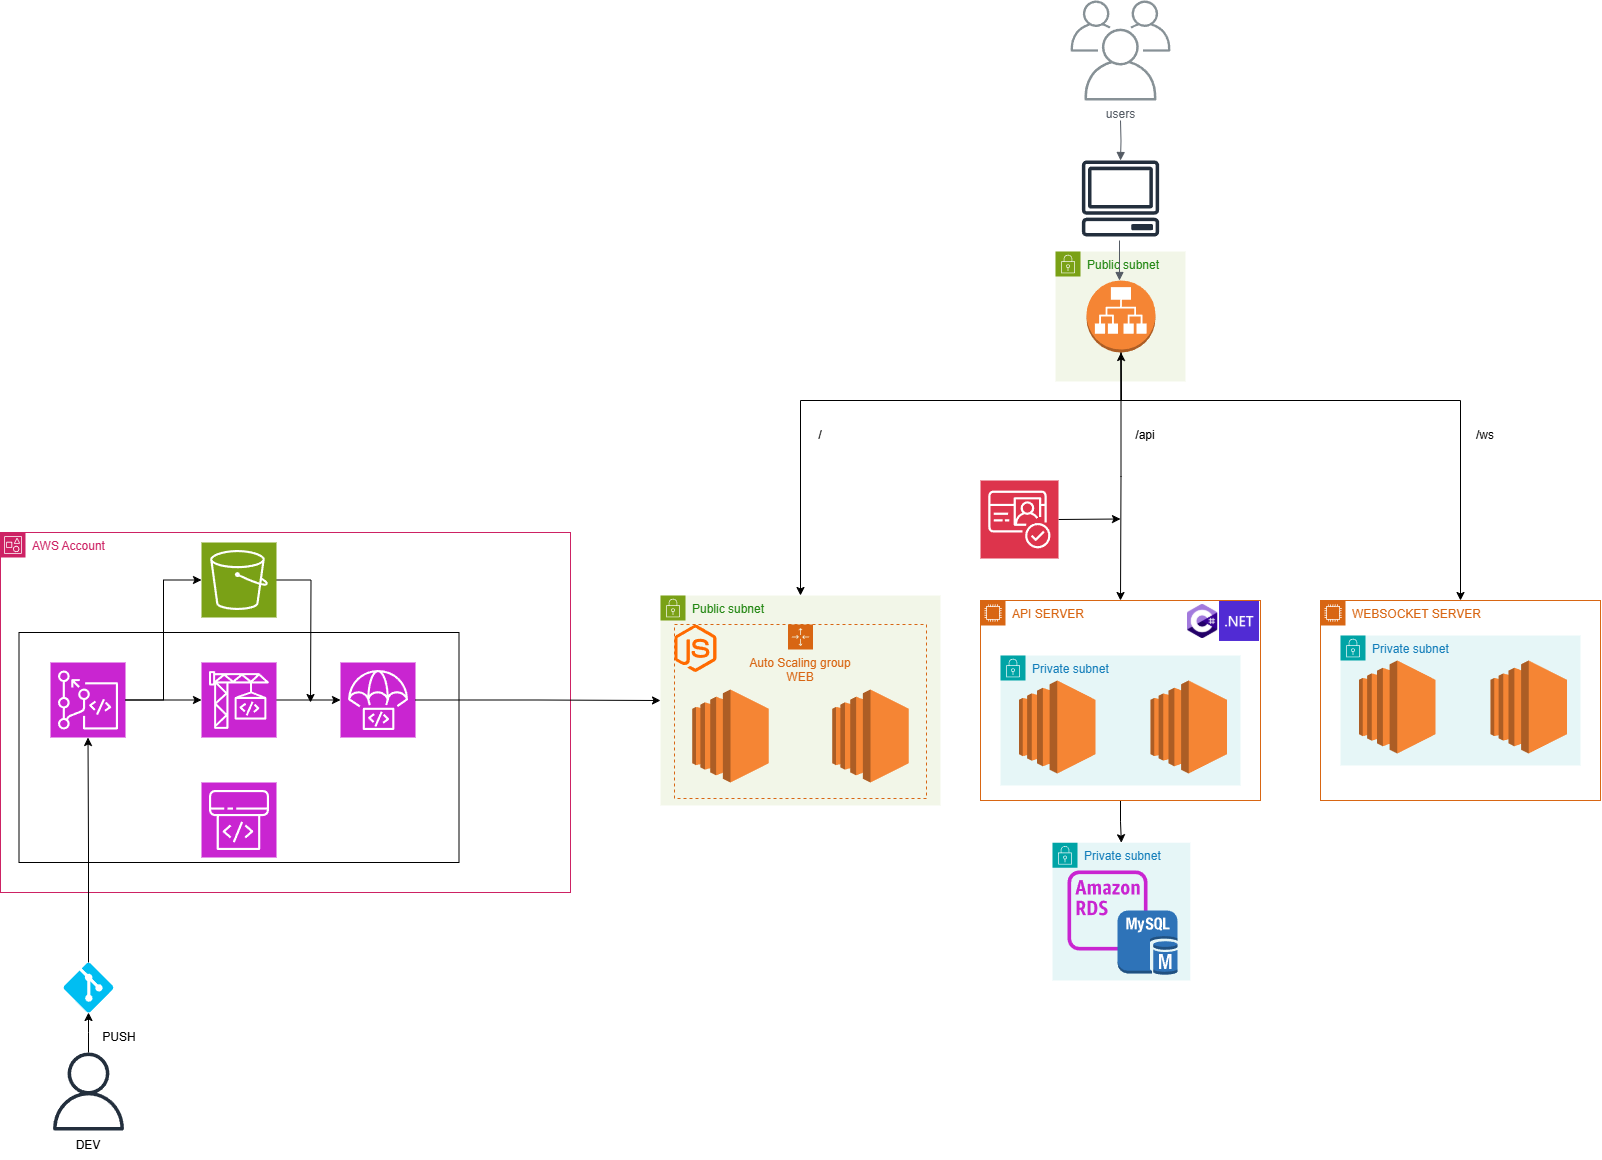 users
Public subnet
/
/api
/ws
AWS Account
Public subnet
JS
Auto Scaling group
WEB
API SERVER
C#
.NET
Private subnet
WEBSOCKET SERVER
Private subnet
Private subnet
Amazon
RDS
MySQL
M
PUSH
DEV